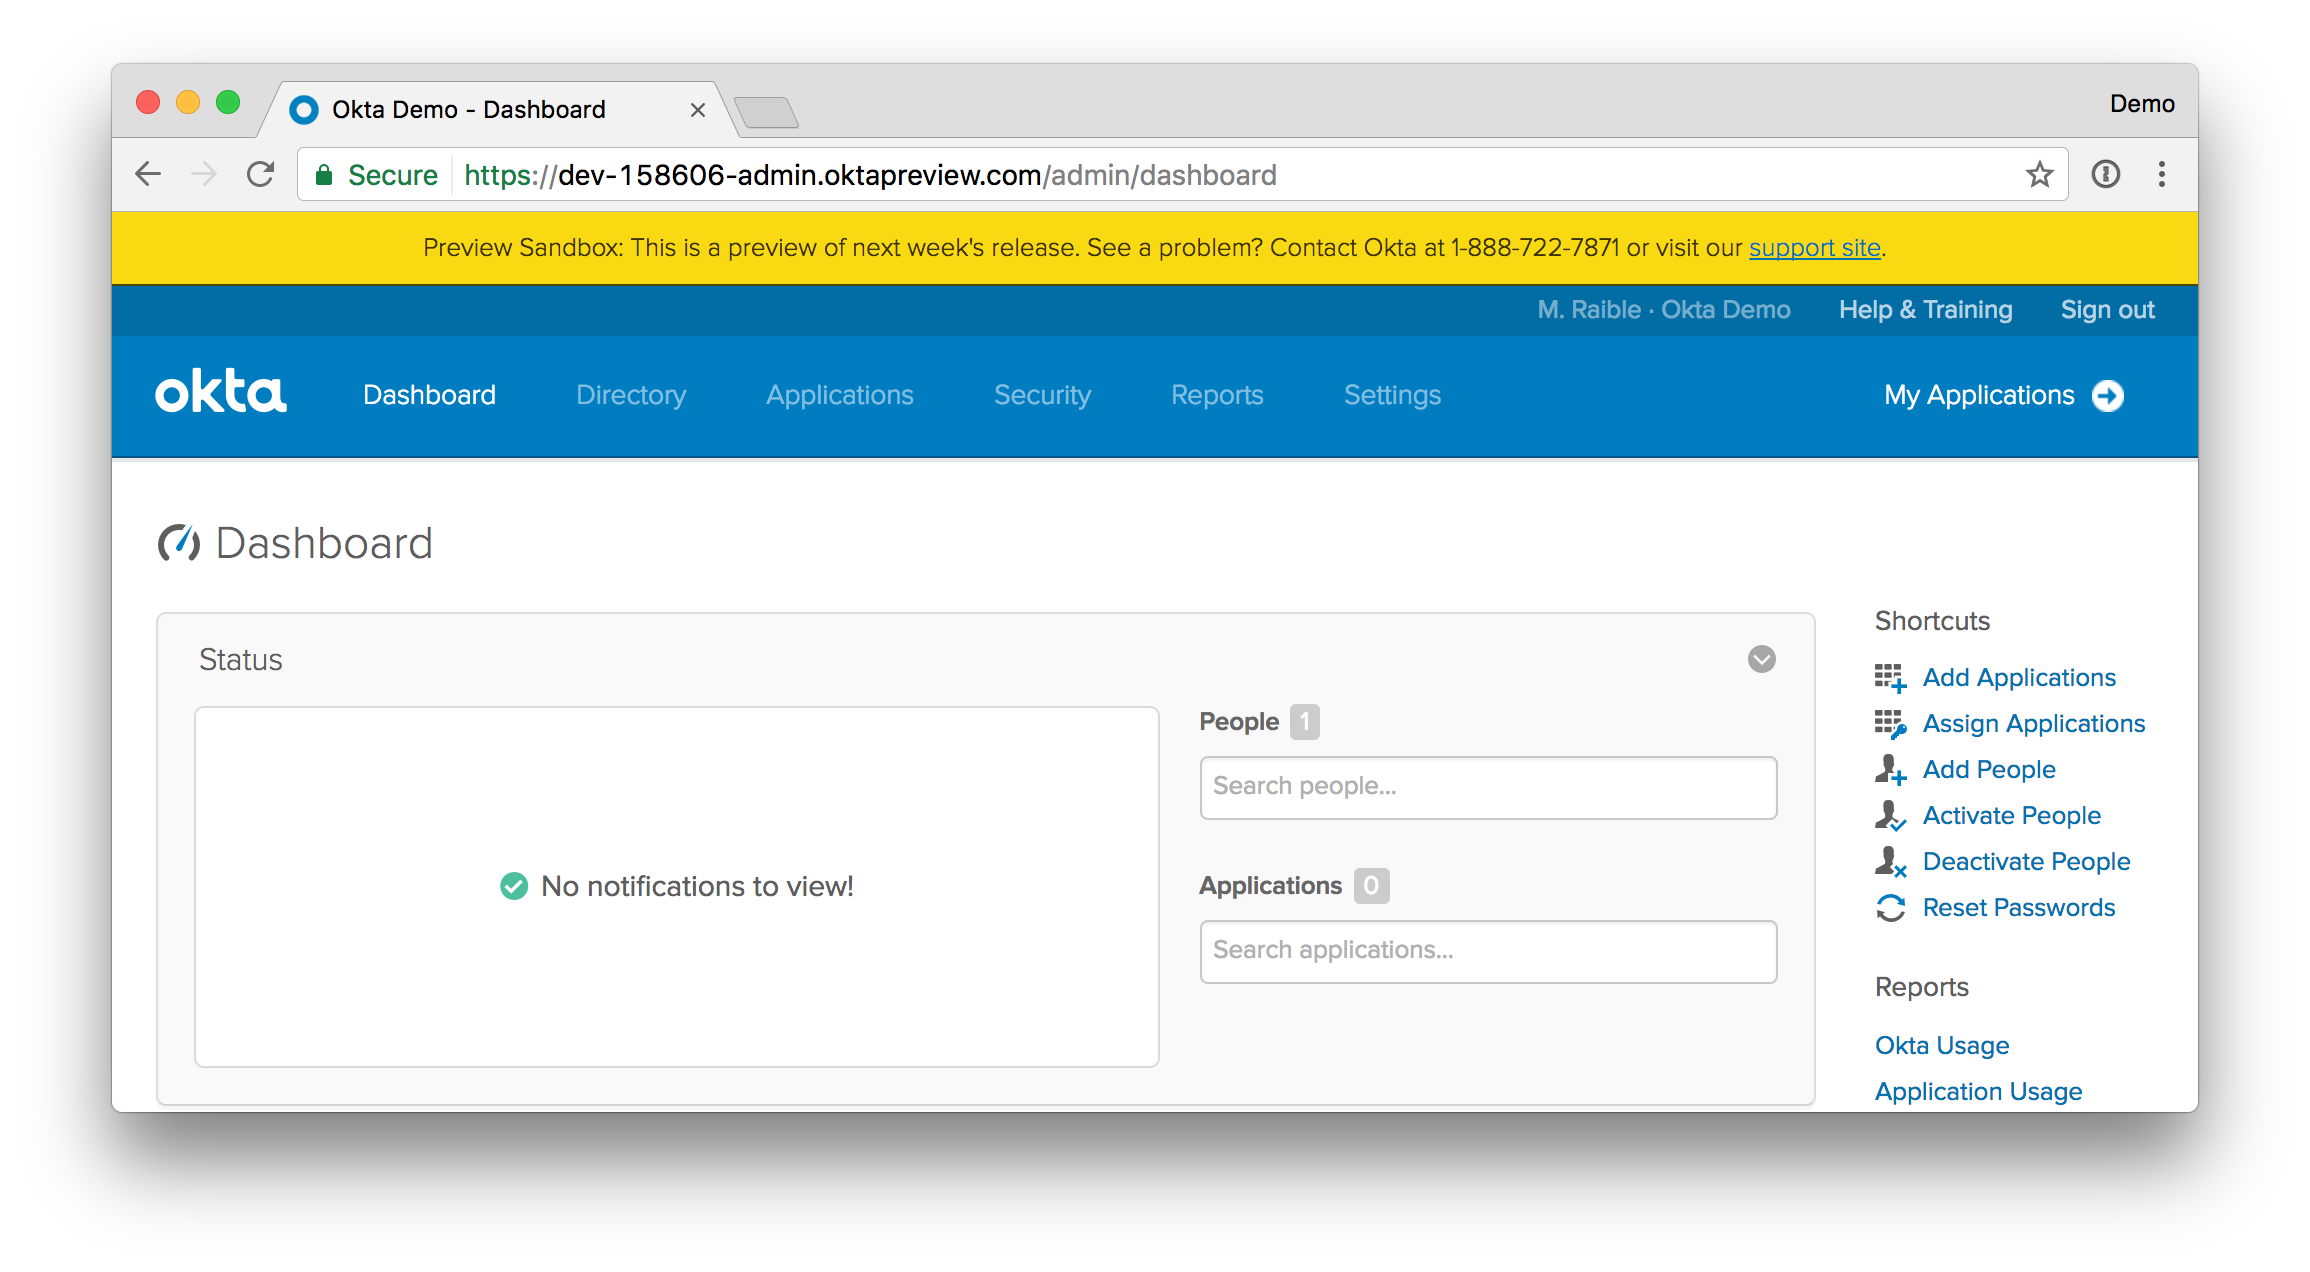 Okta Demo - Dashboard
Demo
Secure https://dev-158606-admin.oktapreview.com/admin/dashboard
Preview Sandbox: This is a preview of next week's release. See a problem? Contact Okta at 1-888-722-7871 or visit our support site.
M. Raible · Okta Demo Help & Training Sign out
okta Dashboard Directory Applications Security Reports Settings My Applications
Dashboard
Status
No notifications to view!
People 1
Search people...
Applications 0
Search applications...
Shortcuts
Add Applications
Assign Applications
Add People
Activate People
Deactivate People
Reset Passwords
Reports
Okta Usage
Application Usage